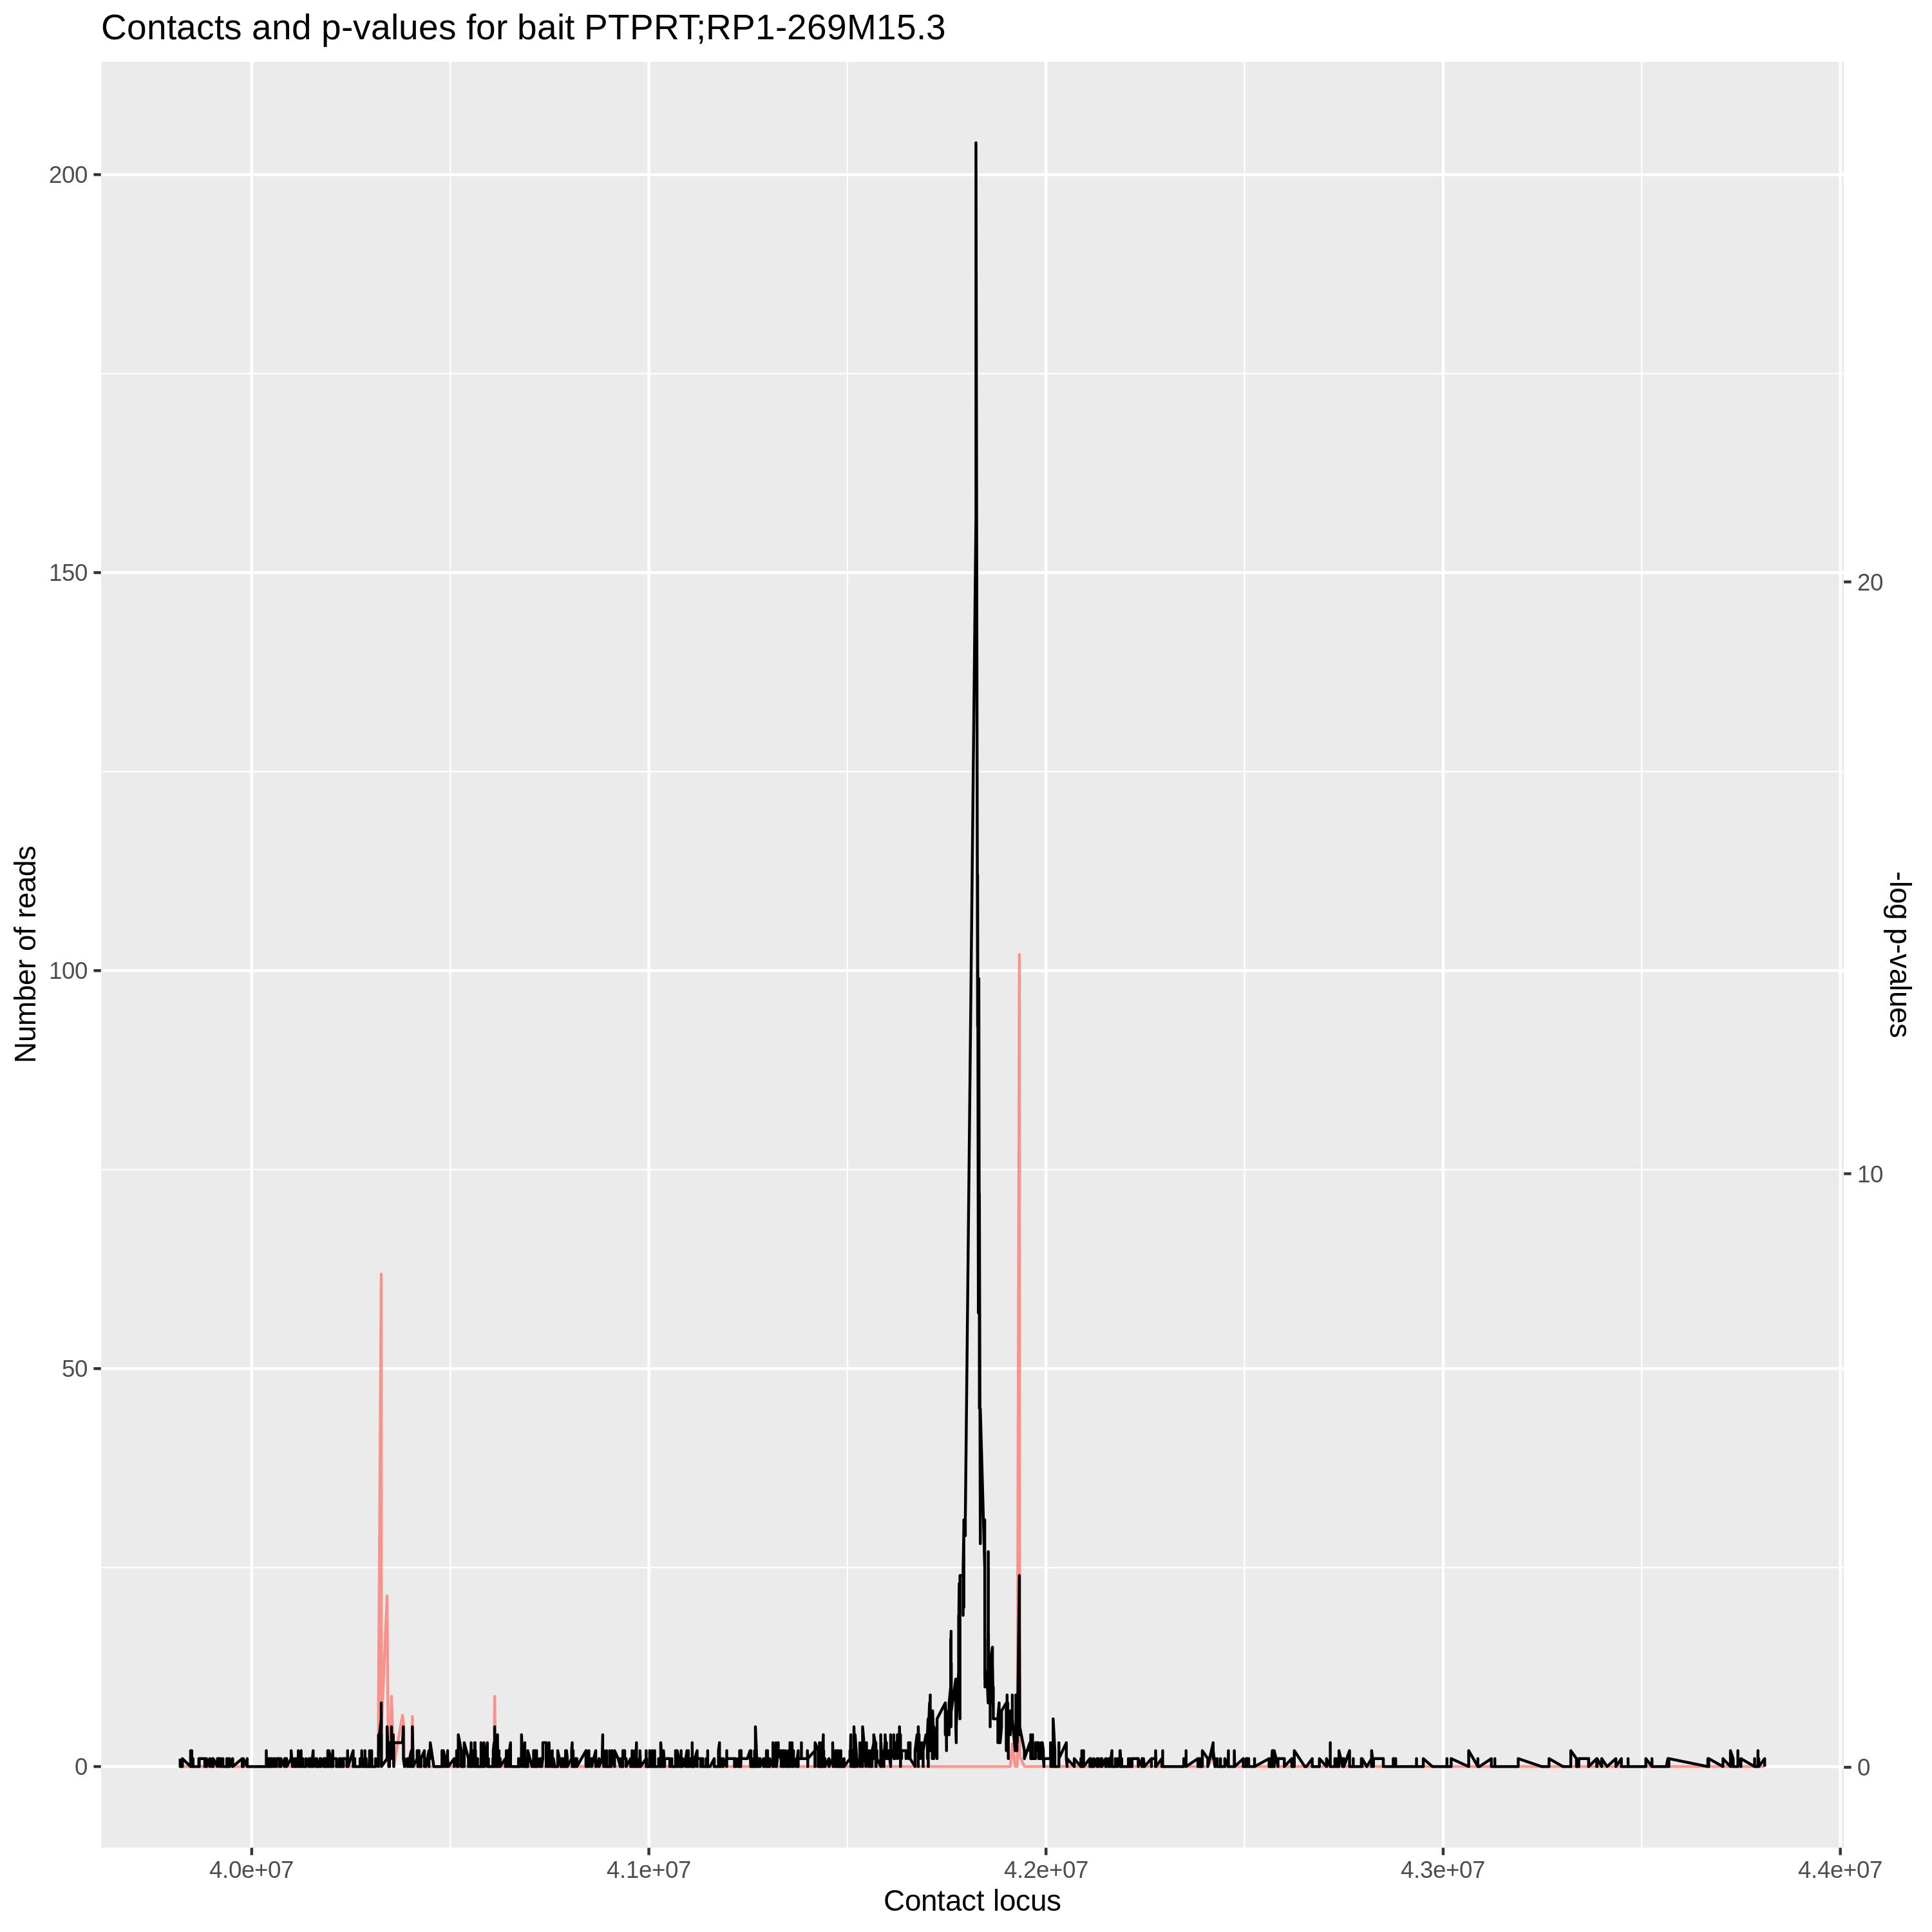 Contacts and p-values for bait PTPRT;RP1-269M15.3
200
150
100
50
0
Number of reads
20
10
0
-log p-values
4.0e+07
4.1e+07
4.2e+07
4.3e+07
4.4e+07
Contact locus